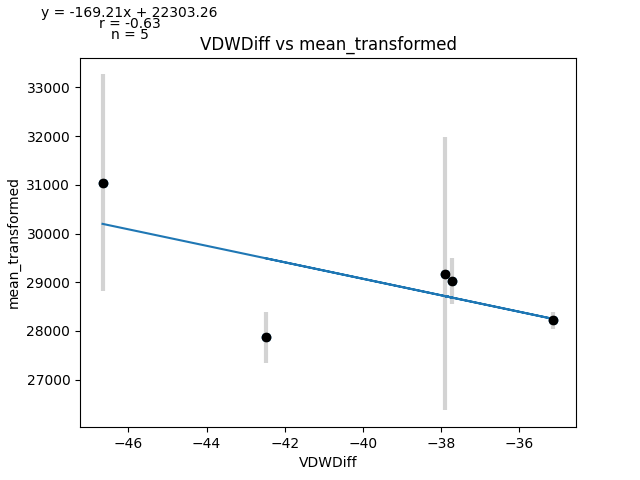 y = -169.21x + 22303.26
r = -0.63
n = 5
VDWDiff vs mean_transformed
33000
32000
31000
30000
29000
28000
27000
mean_transformed
−46
−44
−42
−40
−38
−36
VDWDiff